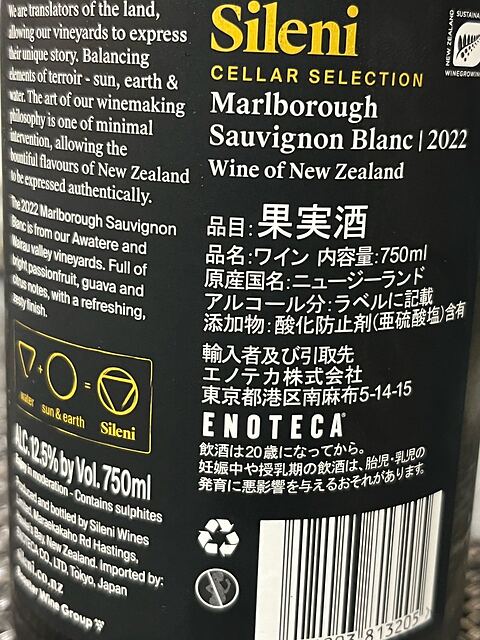 We are translators of the land,
allowing our vineyards to express
their unique story. Balancing
elements of terroir - sun, earth &
water. The art of our winemaking
philosophy is one of minimal
intervention, allowing the
bountiful flavours of New Zealand
to be expressed authentically.
The 2022 Marlborough Sauvignon
Blanc is from our Awatere and
Wairau valley vineyards. Full of
bright passionfruit, guava and
citrus notes, with a refreshing,
zesty finish.
water + sun & earth = Sileni
ALC. 12.5% by Vol. 750ml
in moderation - Contains sulphites
and bottled by Sileni Wines
Maraekakaho Rd Hastings,
Bay, New Zealand. Imported by:
CO., LTD, Tokyo, Japan
sileni.co.nz
Wine Group
Sileni
CELLAR SELECTION
Marlborough
Sauvignon Blanc | 2022
Wine of New Zealand
NEW ZEALAND
WINEGROWING
品目:果実酒
品名:ワイン 内容量:750ml
原産国名:ニュージーランド
アルコール分:ラベルに記載
添加物:酸化防止剤(亜硫酸塩)含有
輸入者及び引取先
エノテカ株式会社
東京都港区南麻布5-14-15
ENOTECA
飲酒は20歳になってから。
妊娠中や授乳期の飲酒は、胎児・乳児の
発育に悪影響を与えるおそれがあります。
813205